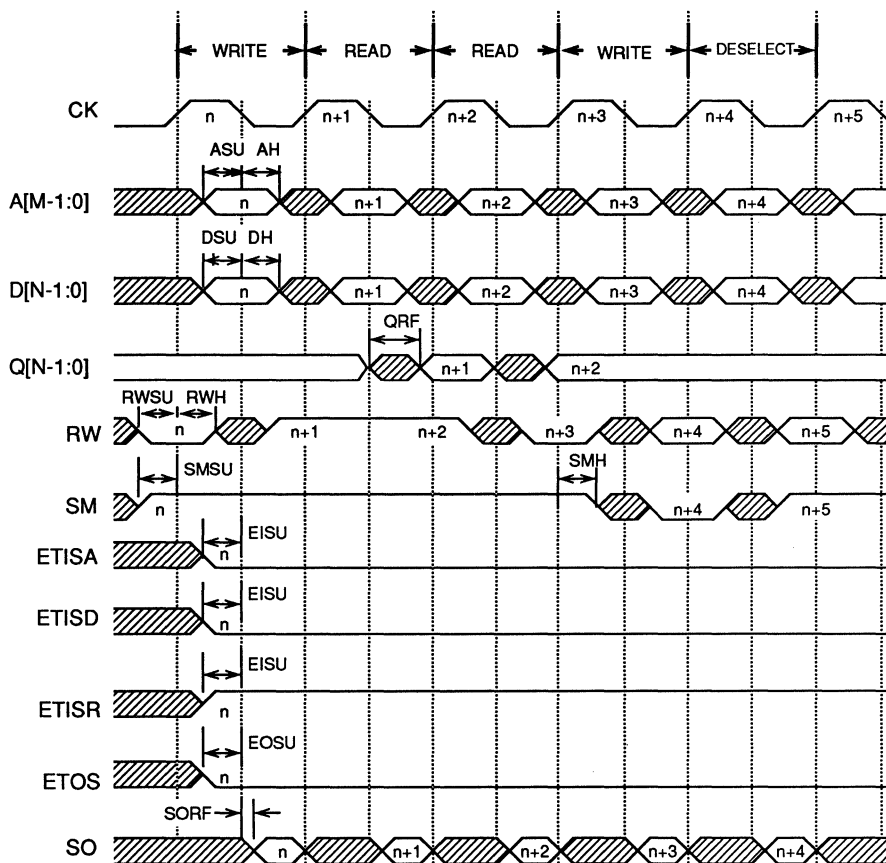 WRITE READ READ WRITE DESELECT
CK n n+1 n+2 n+3 n+4 n+5
ASU AH
A[M-1:0] n n+1 n+2 n+3 n+4
DSU DH
D[N-1:0] n n+1 n+2 n+3 n+4
QRF
Q[N-1:0] n+1 n+2
RWSU RWH
RW n n+1 n+2 n+3 n+4 n+5
SMSU SMH
SM n n+4 n+5
EISU
ETISA n
EISU
ETISD n
EISU
ETISR n
EOSU
ETOS n
SORF
SO n n+1 n+2 n+3 n+4